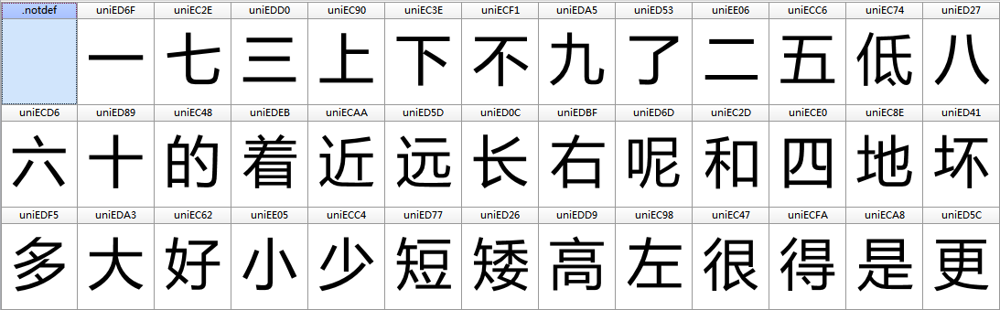 .notdef uniED6F uniEC2E uniEDD0 uniEC90 uniEC3E uniECF1 uniEDA5 uniED53 uniEE06 uniECC6 uniEC74 uniED27
一 七 三 上 下 不 九 了 二 五 低 八
uniECD6 uniED89 uniEC48 uniEDEB uniECAA uniED5D uniED0C uniEDBF uniED6D uniEC2D uniECE0 uniEC8E uniED41
六 十 的 着 近 远 长 右 呢 和 四 地 坏
uniEDF5 uniEDA3 uniEC62 uniEE05 uniECC4 uniED77 uniED26 uniEDD9 uniEC98 uniEC47 uniECFA uniECA8 uniED5C
多 大 好 小 少 短 矮 高 左 很 得 是 更